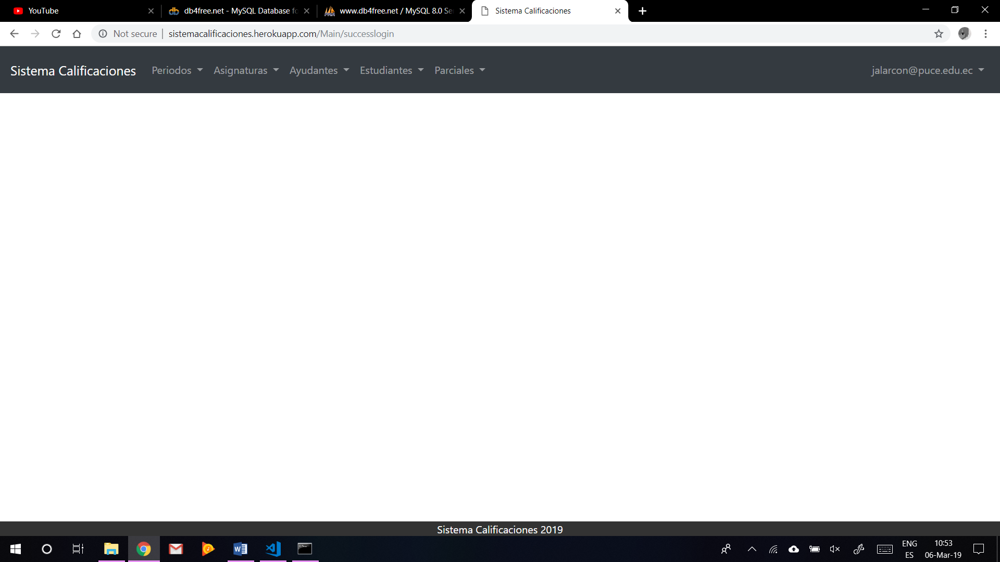 YouTube
db4free.net - MySQL Database fo
www.db4free.net / MySQL 8.0 Se
Sistema Calificaciones
Not secure | sistemacalificaciones.herokuapp.com/Main/successlogin
Sistema Calificaciones Periodos Asignaturas Ayudantes Estudiantes Parciales jalarcon@puce.edu.ec
Sistema Calificaciones 2019
ENG
ES
10:53
06-Mar-19